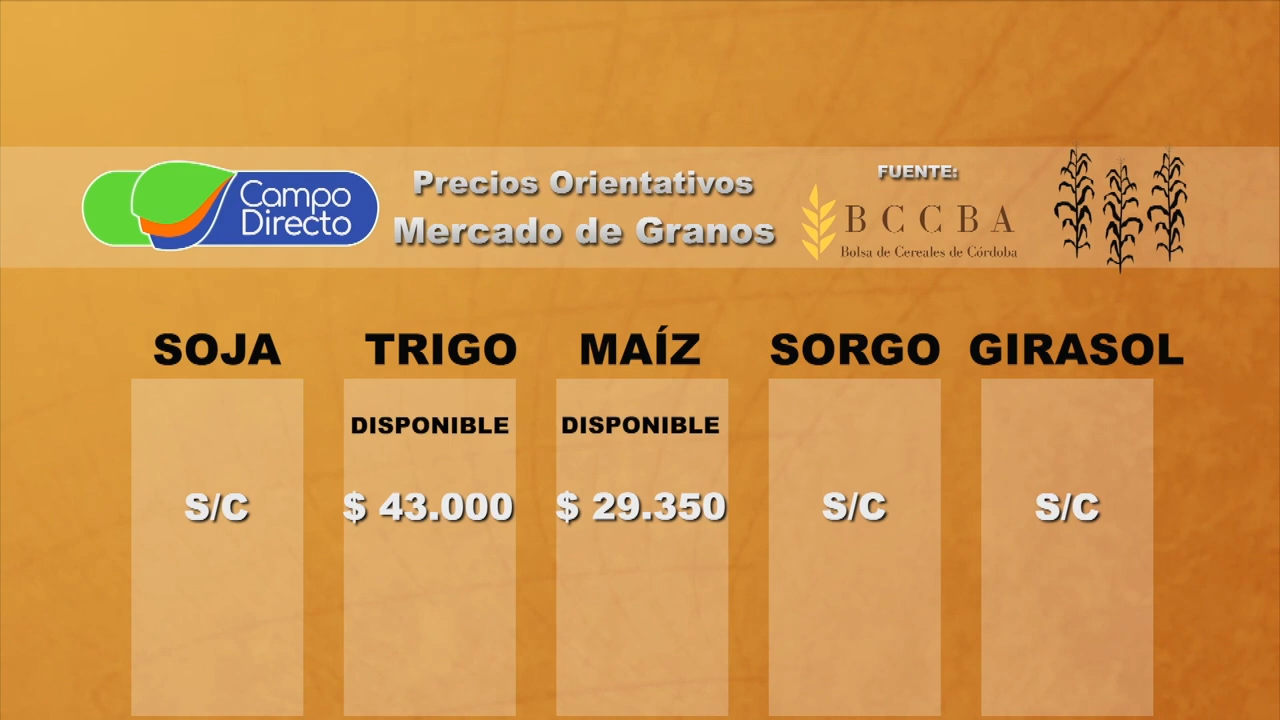 Campo
Directo
Precios Orientativos
Mercado de Granos
FUENTE:
BCCBA
Bolsa de Cereales de Córdoba
SOJA TRIGO MAÍZ SORGO GIRASOL
DISPONIBLE DISPONIBLE
S/C $ 43.000 $ 29.350 S/C S/C